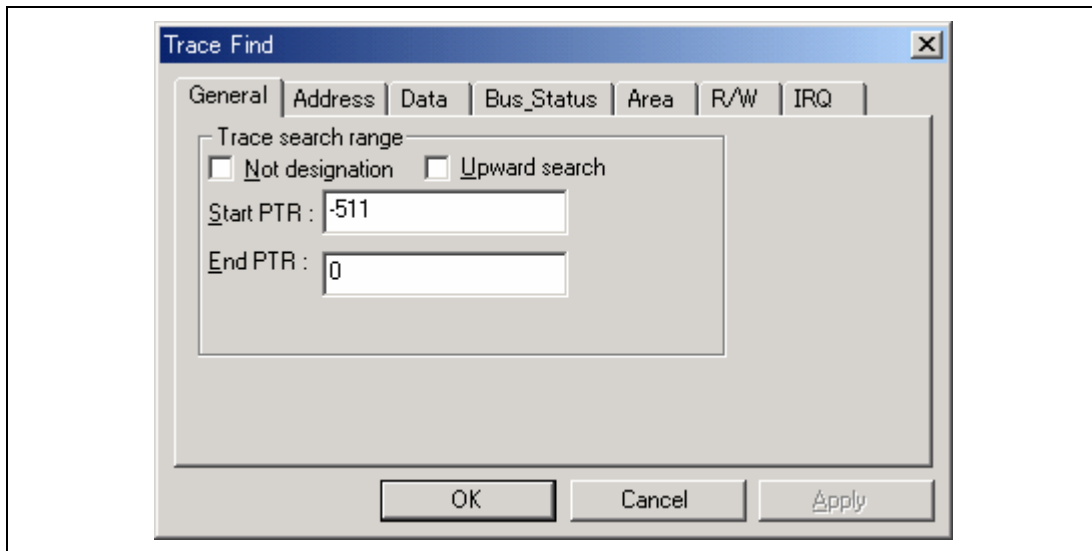 Trace Find
General Address Data Bus_Status Area R/W IRQ
Trace search range
Not designation Upward search
Start PTR : -511
End PTR : 0
OK Cancel Apply